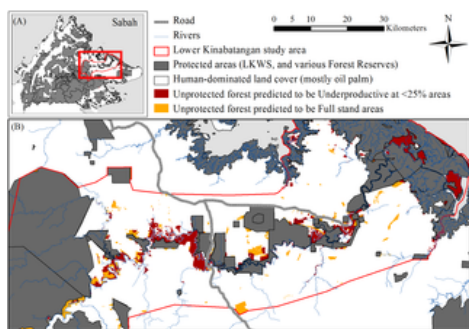 (A)
Sabah
Road
Rivers
Lower Kinabatangan study area
Protected areas (LKWS, and various Forest Reserves)
Human-dominated land cover (mostly oil palm)
Unprotected forest predicted to be Underproductive at <25% areas
Unprotected forest predicted to be Full stand areas
0 5 10 20 30
Kilometers
N
(B)